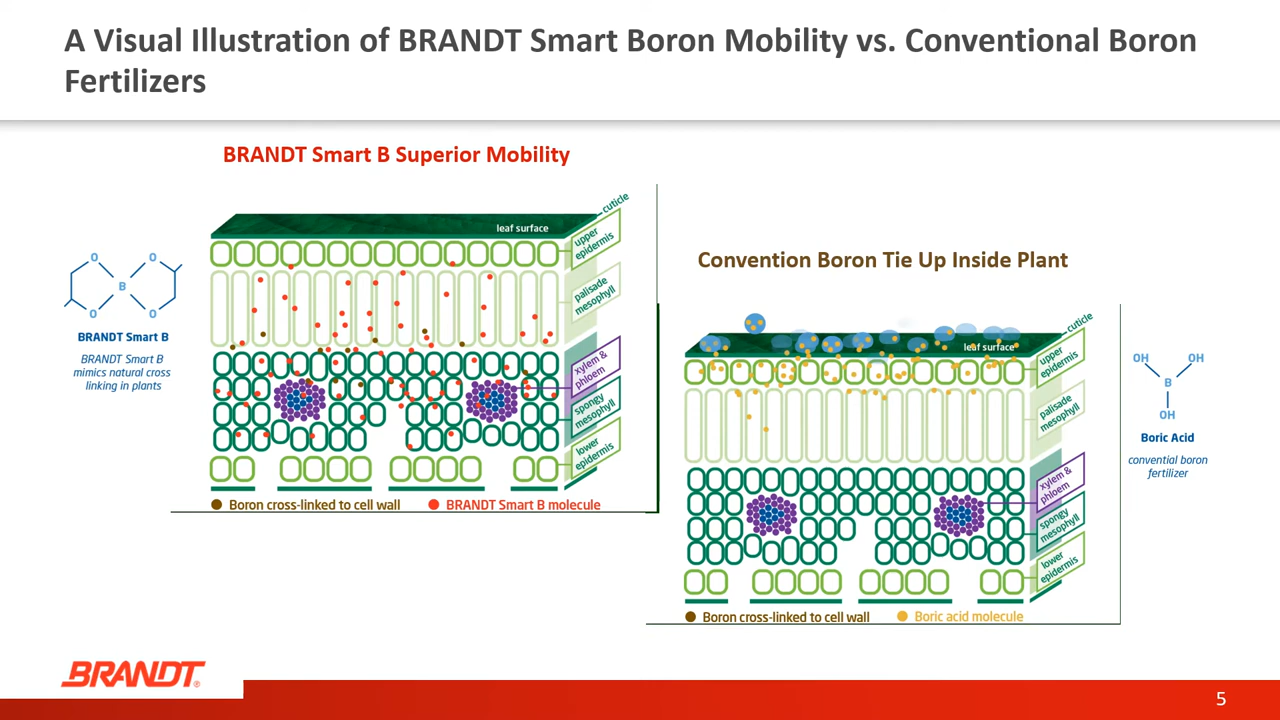 A Visual Illustration of BRANDT Smart Boron Mobility vs. Conventional Boron
Fertilizers
BRANDT Smart B Superior Mobility
cuticle
leaf surface
upper
epidermis
palisade
mesophyll
xylem &
phloem
spongy
mesophyll
lower
epidermis
O
O
B
O
O
BRANDT Smart B
BRANDT Smart B
mimics natural cross
linking in plants
Boron cross-linked to cell wall
BRANDT Smart B molecule
Convention Boron Tie Up Inside Plant
cuticle
leaf surface
upper
epidermis
palisade
mesophyll
xylem &
phloem
spongy
mesophyll
lower
epidermis
OH
OH
B
OH
Boric Acid
convential boron
fertilizer
Boron cross-linked to cell wall
Boric acid molecule
BRANDT®
5